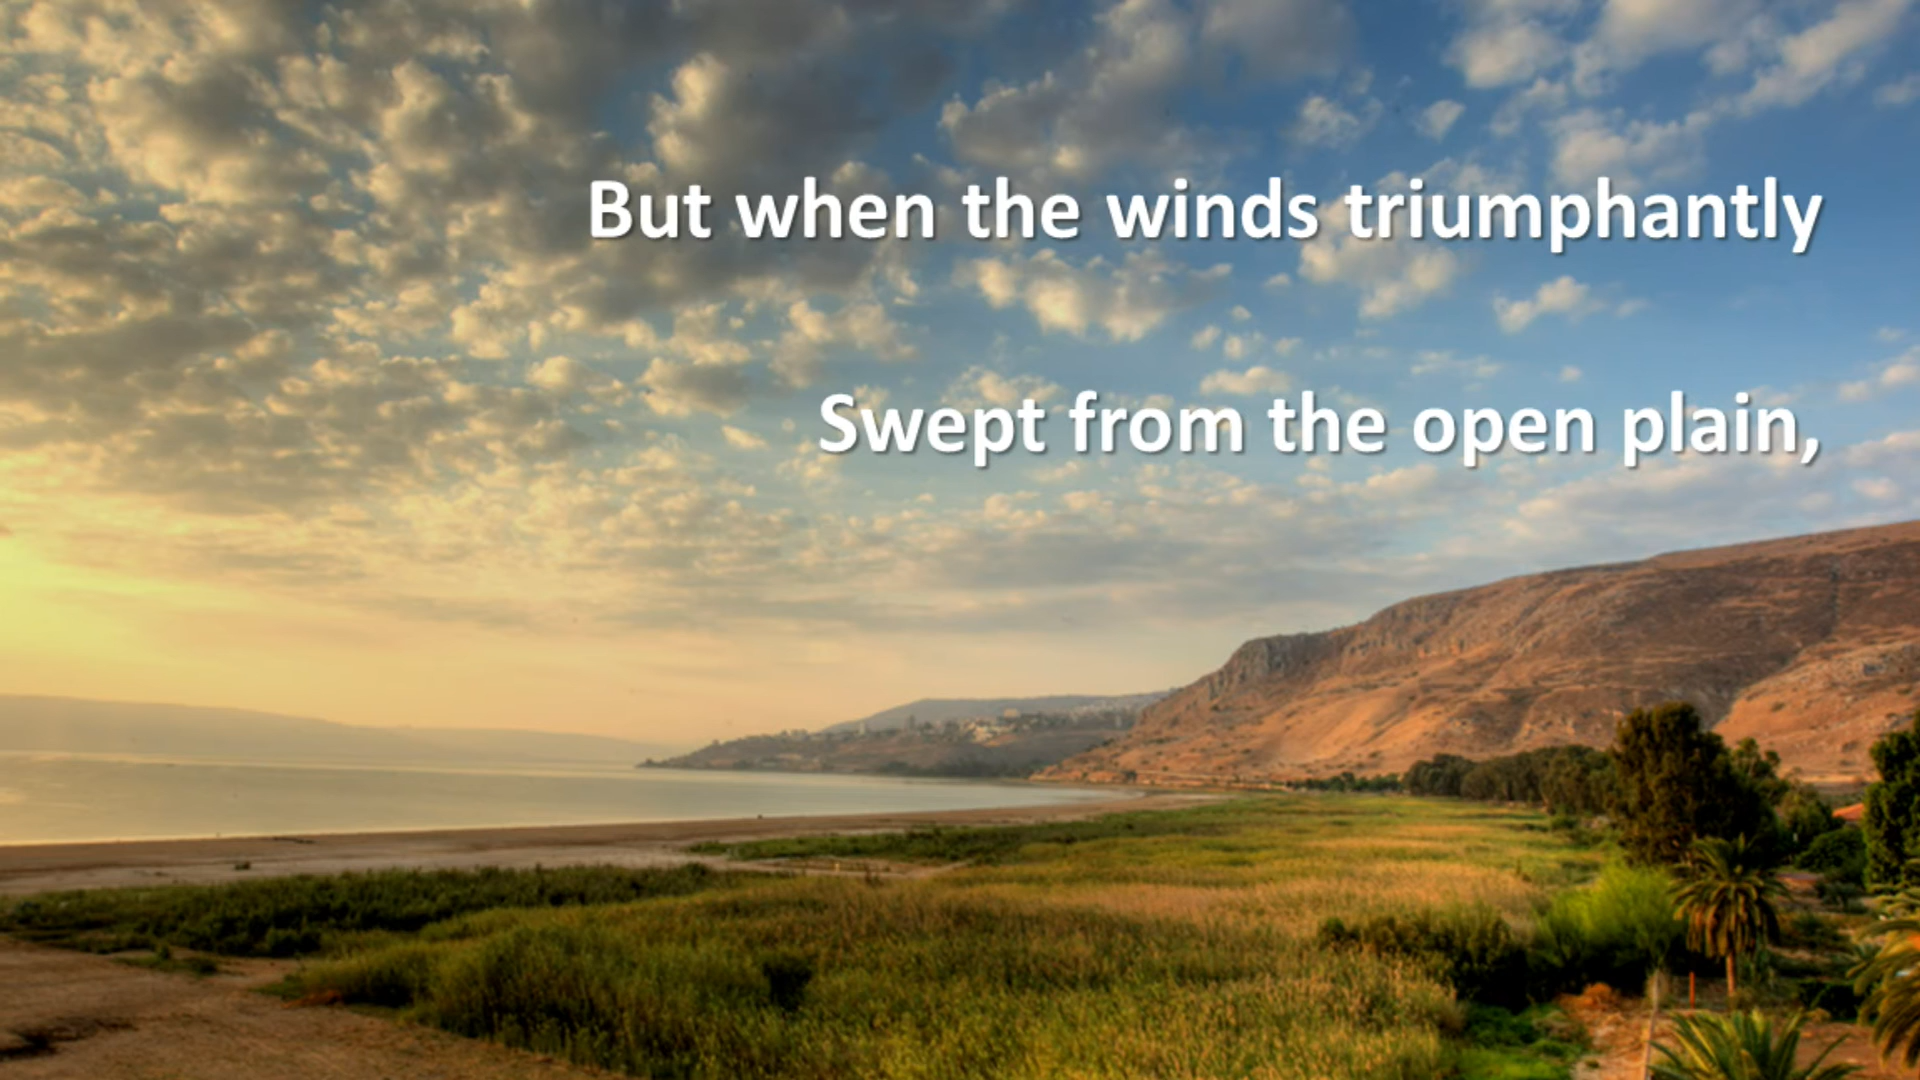 But when the winds triumphantly
Swept from the open plain,